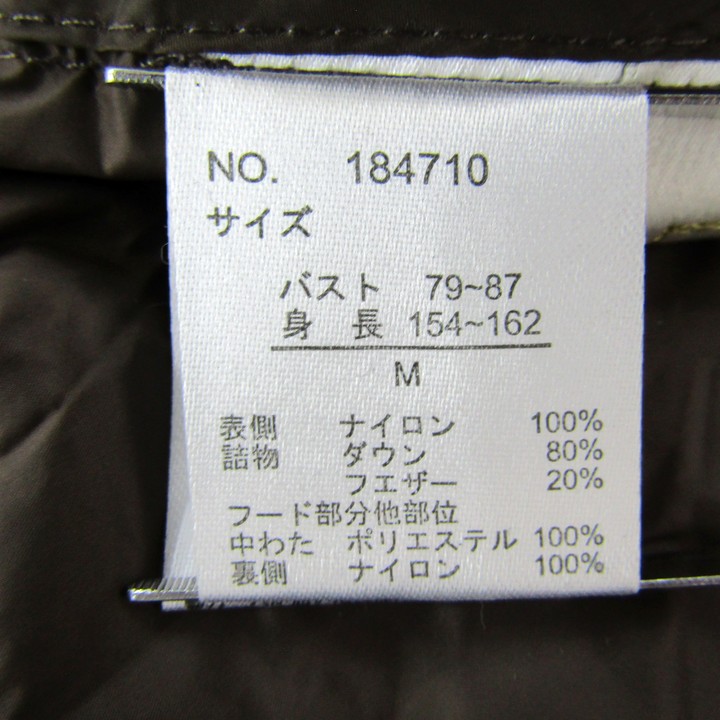 NO. 184710
サイズ
バスト 79~87
身 長 154~162
M
表側 ナイロン 100%
詰物 ダウン 80%
フエザー 20%
フード部分他部位
中わた ポリエステル 100%
裏側 ナイロン 100%